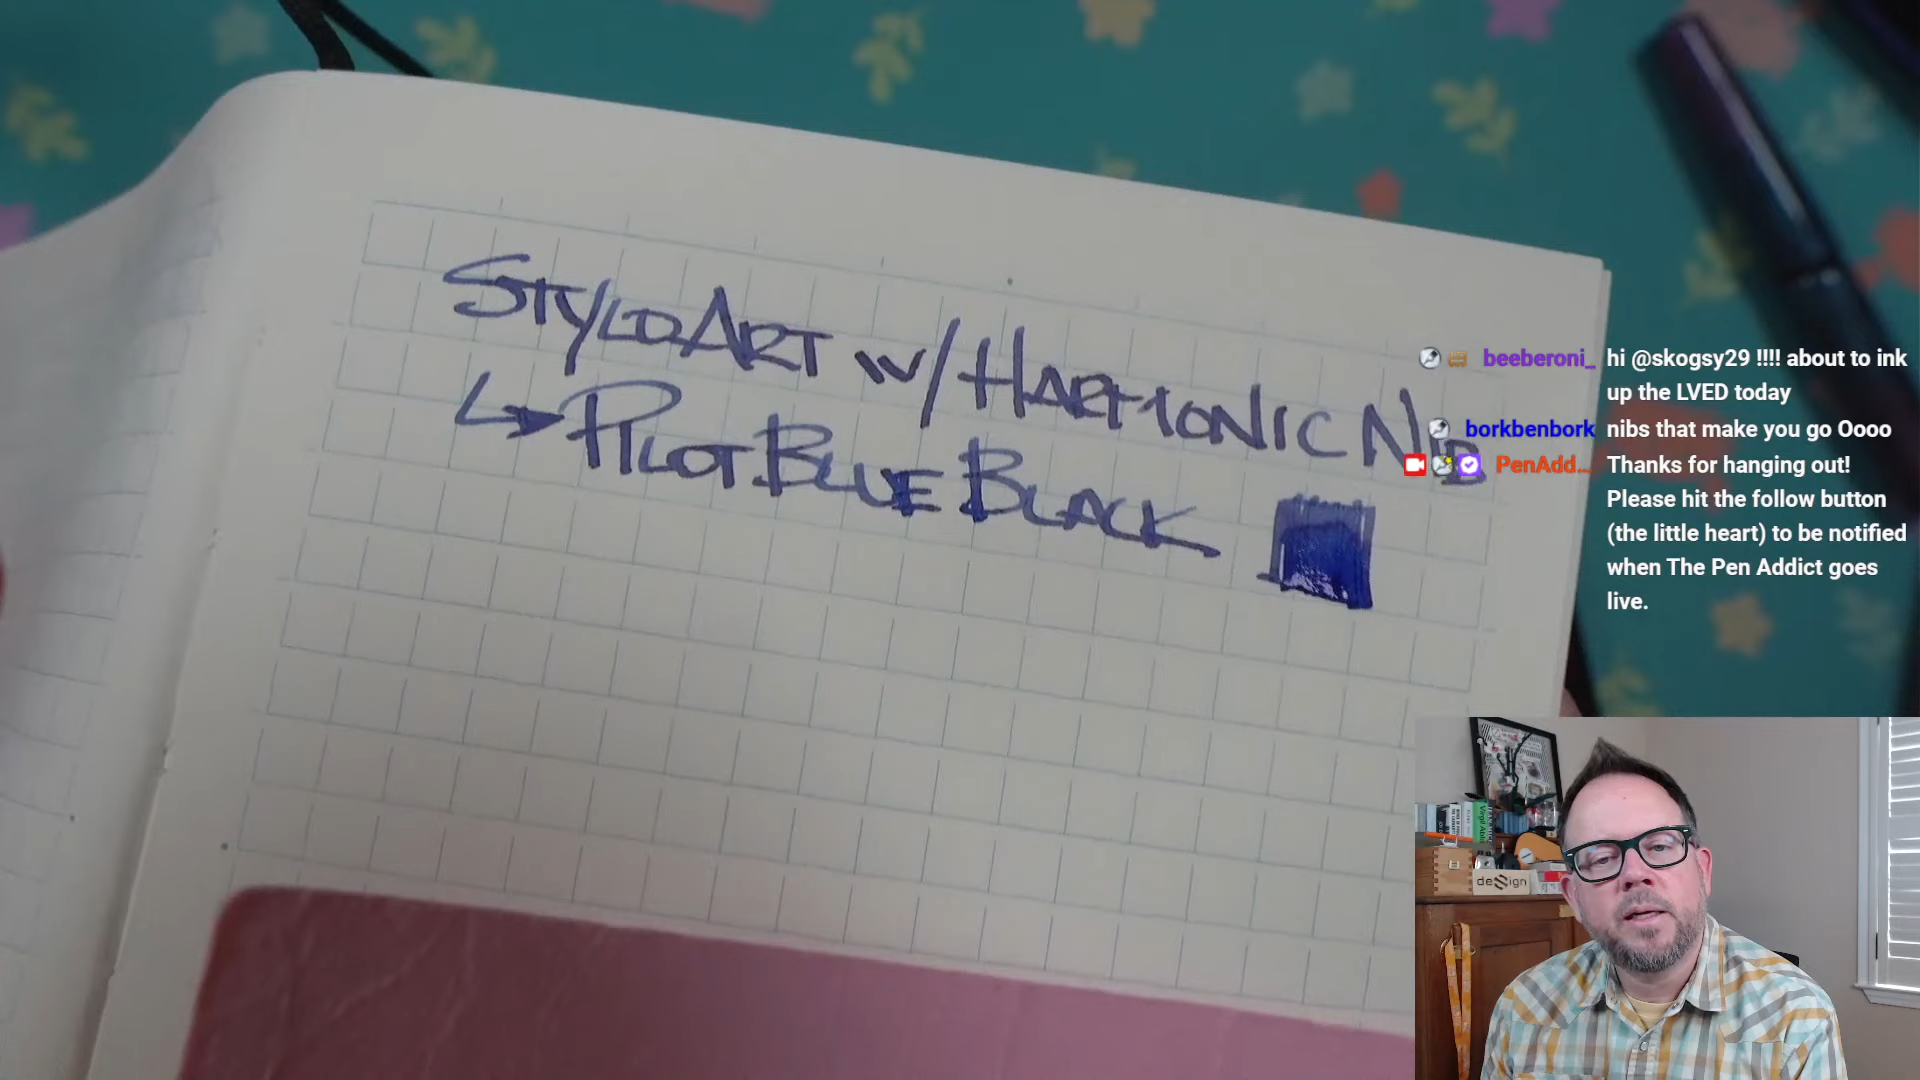 STYLOART W/ HARMONIC NIB
↳ PILOT BLUE BLACK
beeberoni_ hi @skogsy29 !!!! about to ink
up the LVED today
borkbenbork nibs that make you go Oooo
PenAdd... Thanks for hanging out!
Please hit the follow button
(the little heart) to be notified
when The Pen Addict goes
live.
design